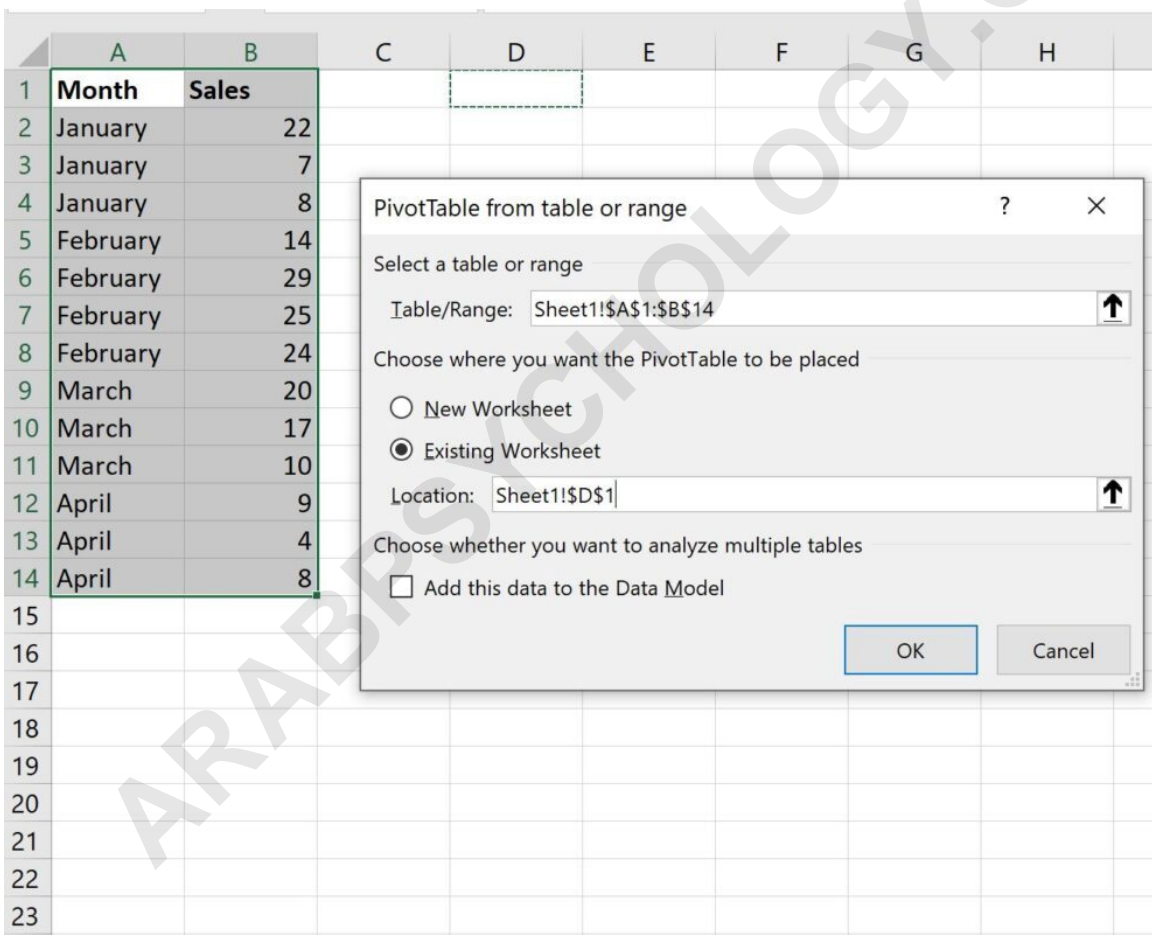 A B C D E F G H
1 Month Sales
2 January 22
3 January 7
4 January 8
5 February 14
6 February 29
7 February 25
8 February 24
9 March 20
10 March 17
11 March 10
12 April 9
13 April 4
14 April 8
15
16
17
18
19
20
21
22
23
PivotTable from table or range ? ×
Select a table or range
Table/Range: Sheet1!$A$1:$B$14
Choose where you want the PivotTable to be placed
New Worksheet
Existing Worksheet
Location: Sheet1!$D$1
Choose whether you want to analyze multiple tables
Add this data to the Data Model
OK Cancel
ARABPSYCHOLOGY.